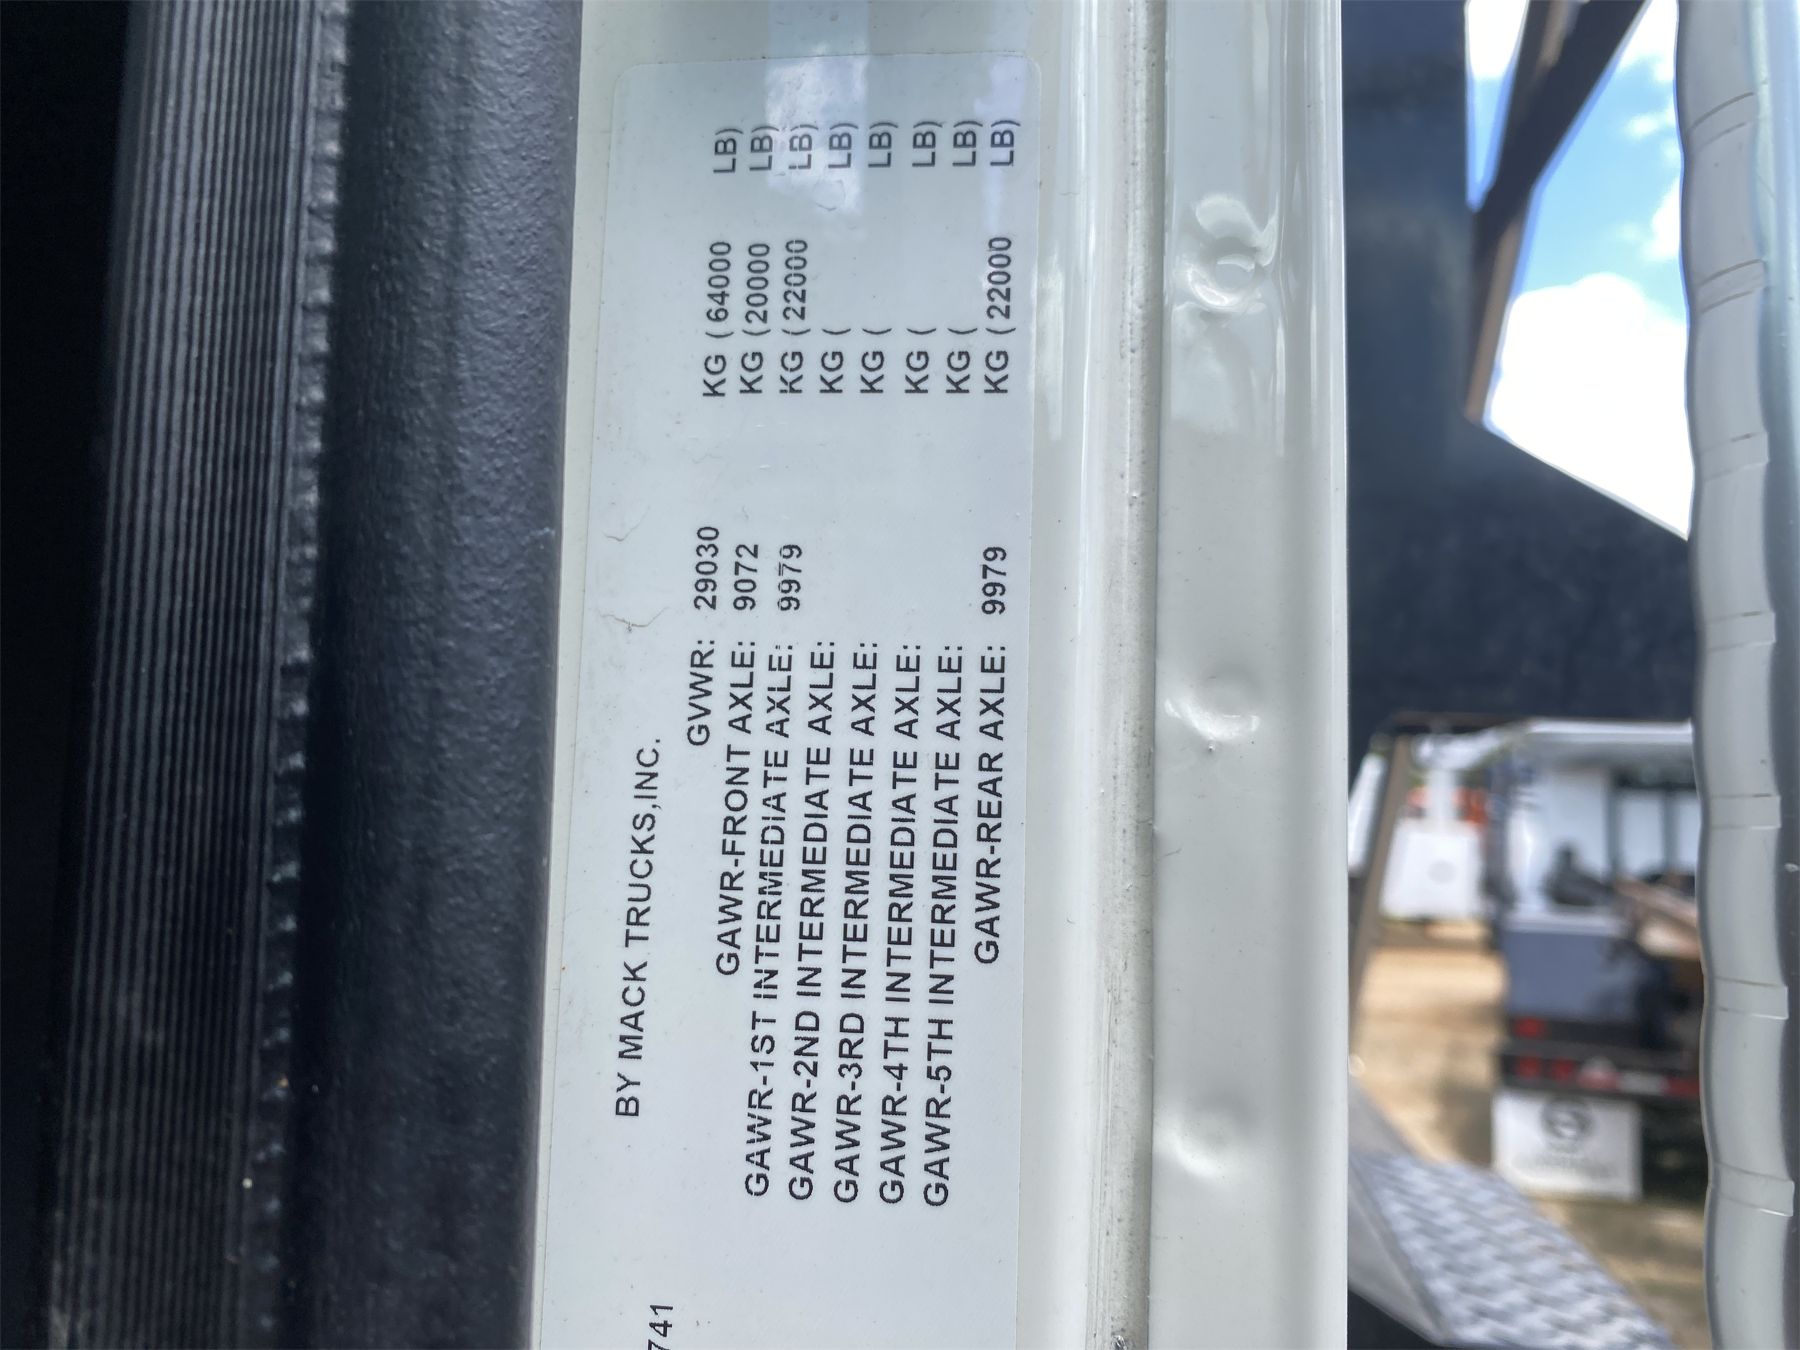 BY MACK TRUCKS,INC.
GVWR: 29030 KG ( 64000 LB)
GAWR-FRONT AXLE: 9072 KG ( 20000 LB)
GAWR-1ST INTERMEDIATE AXLE: 9979 KG ( 22000 LB)
GAWR-2ND INTERMEDIATE AXLE: KG ( LB)
GAWR-3RD INTERMEDIATE AXLE: KG ( LB)
GAWR-4TH INTERMEDIATE AXLE: KG ( LB)
GAWR-5TH INTERMEDIATE AXLE: KG ( LB)
GAWR-REAR AXLE: 9979 KG ( 22000 LB)
741